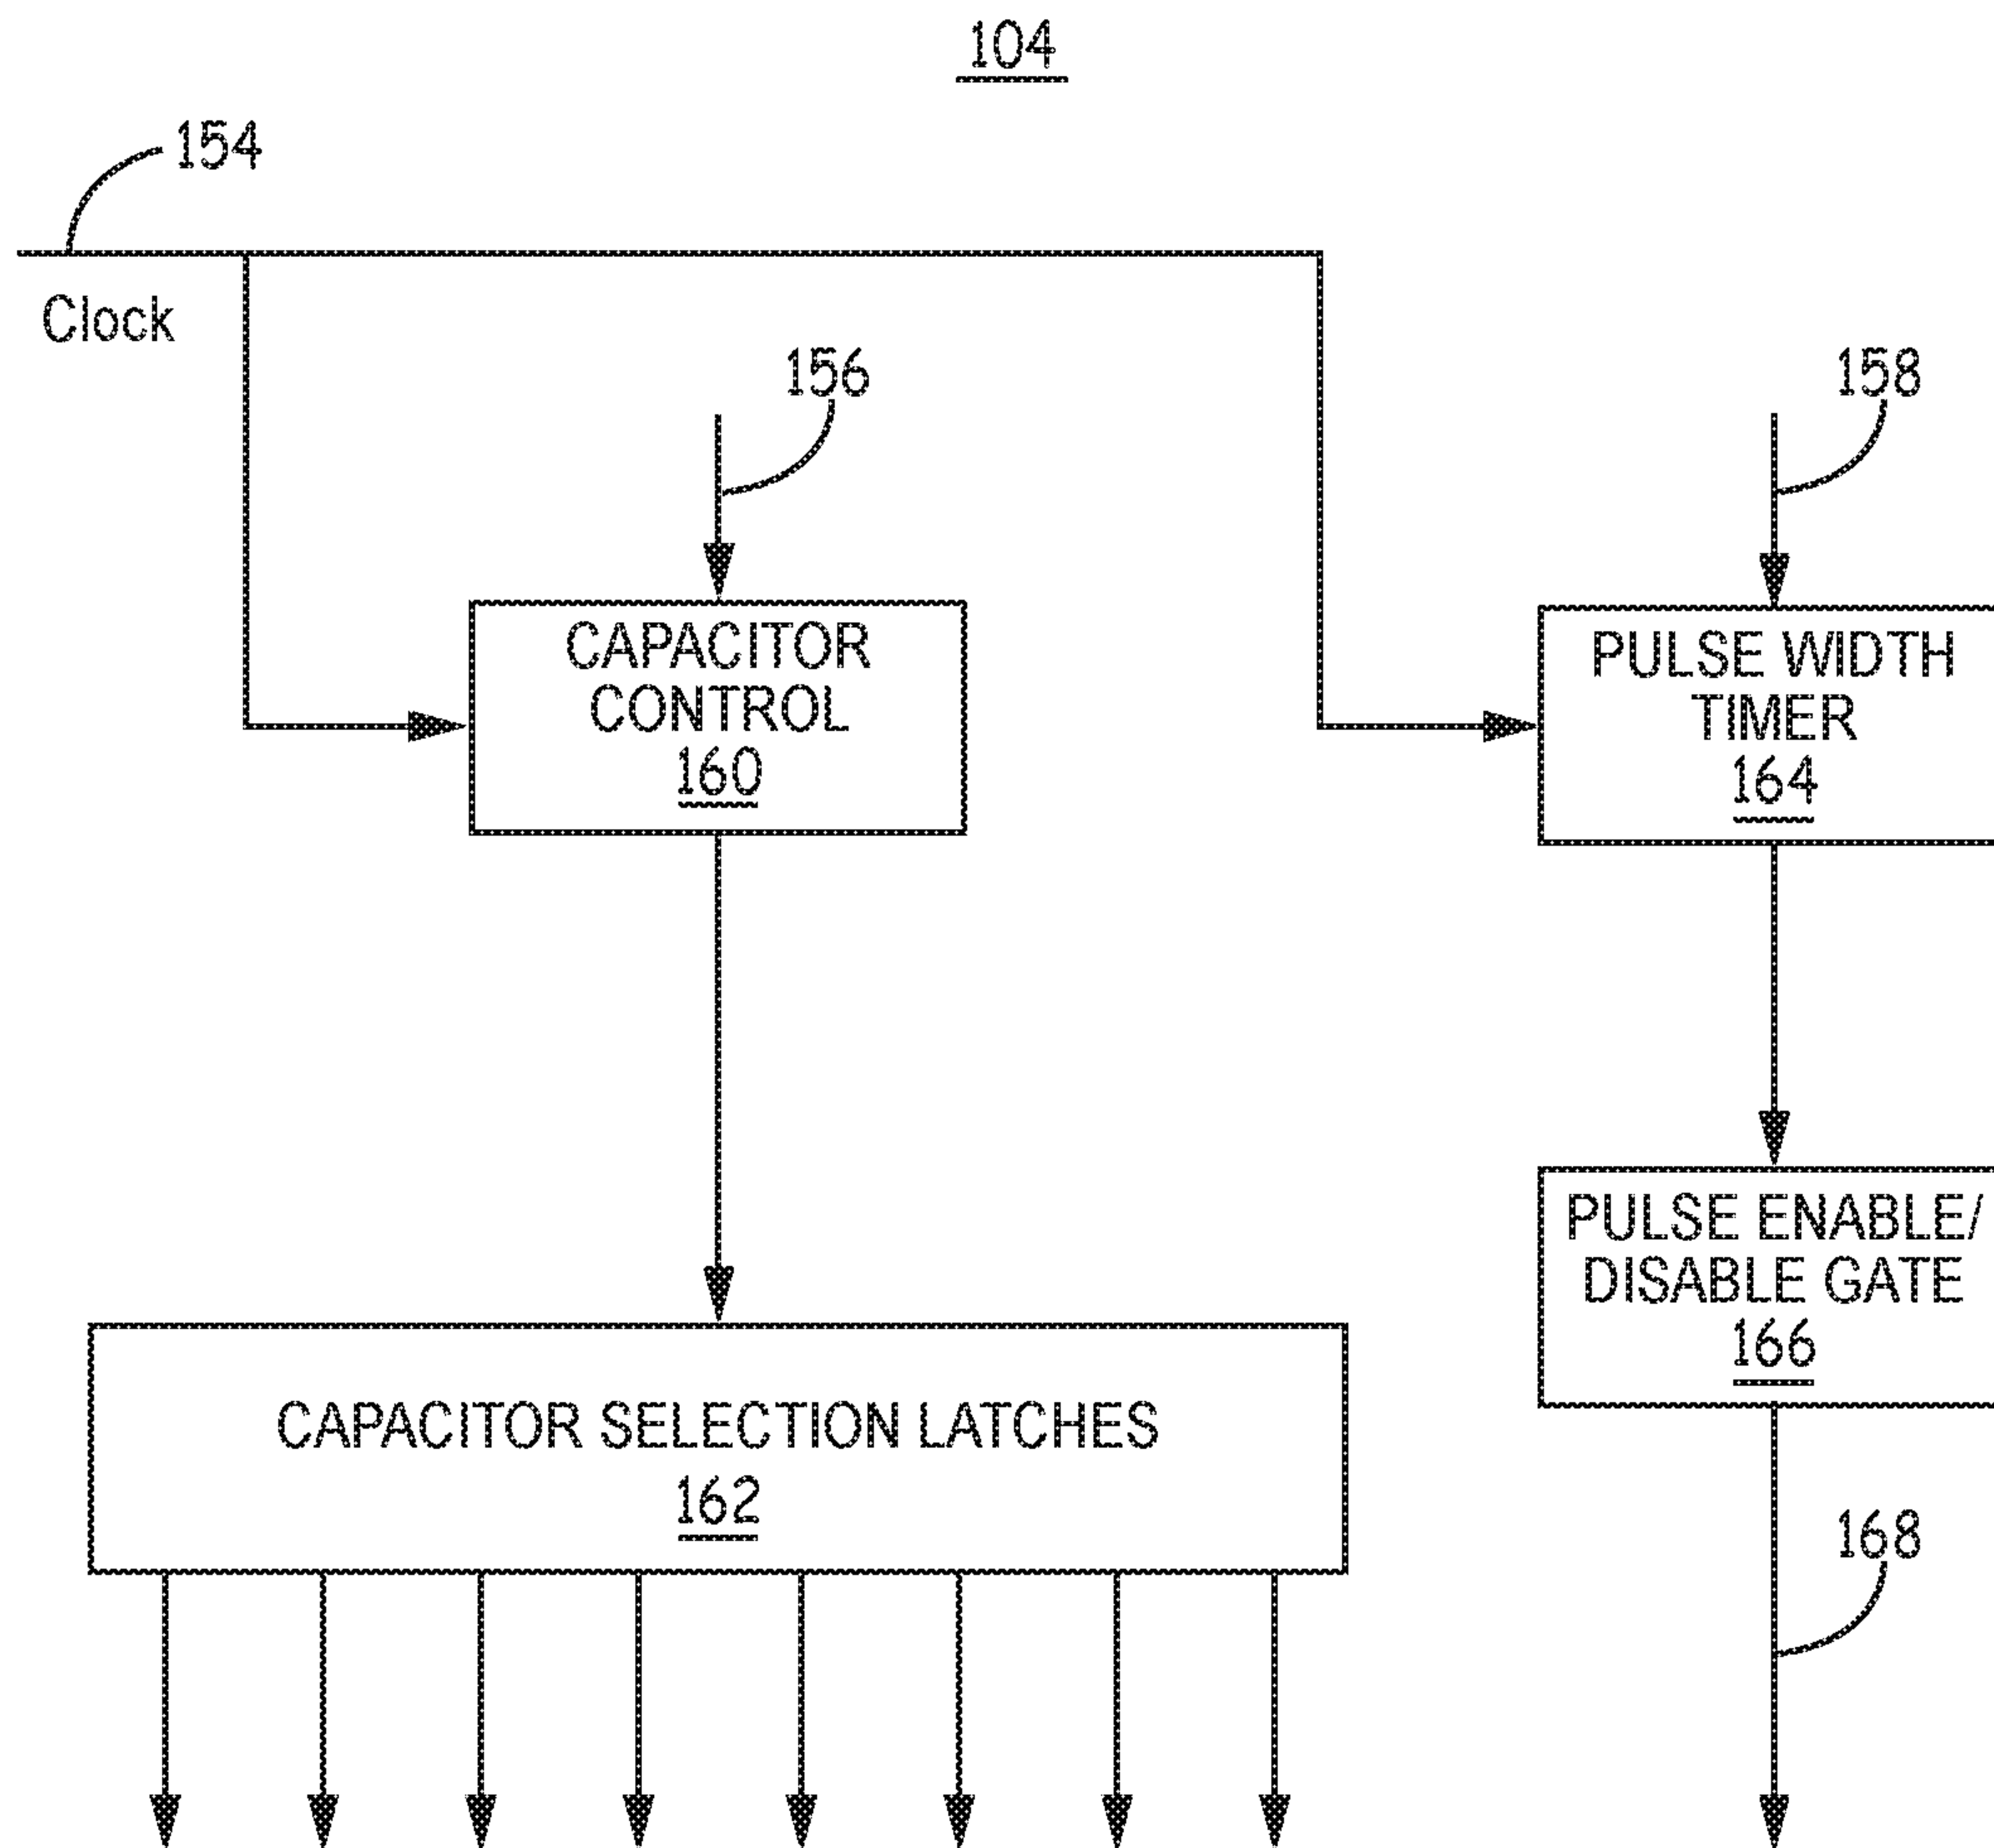 104
154
Clock
156
158
CAPACITOR
CONTROL
160
PULSE WIDTH
TIMER
164
PULSE ENABLE/
DISABLE GATE
166
CAPACITOR SELECTION LATCHES
162
168